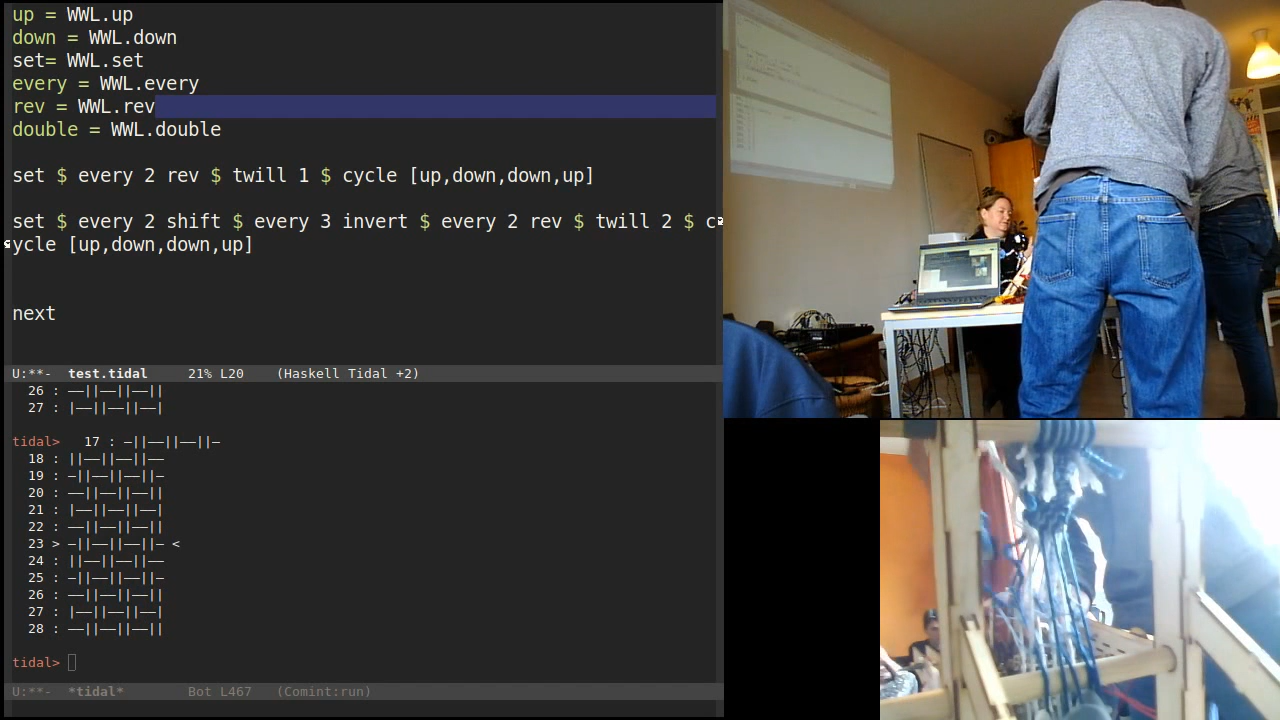 up = WWL.up
down = WWL.down
set= WWL.set
every = WWL.every
rev = WWL.rev
double = WWL.double
set $ every 2 rev $ twill 1 $ cycle [up,down,down,up]
set $ every 2 shift $ every 3 invert $ every 2 rev $ twill 2 $ c
ycle [up,down,down,up]
next
U:**-  test.tidal     21% L20    (Haskell Tidal +2)
26 : ——||——||——||
27 : |——||——||——|
tidal>   17 : —||——||——||—
18 : ||——||——||——
19 : —||——||——||—
20 : ——||——||——||
21 : |——||——||——|
22 : ——||——||——||
23 > —||——||——||— <
24 : ||——||——||——
25 : —||——||——||—
26 : ——||——||——||
27 : |——||——||——|
28 : ——||——||——||
tidal>
U:**-  *tidal*        Bot L467   (Comint:run)